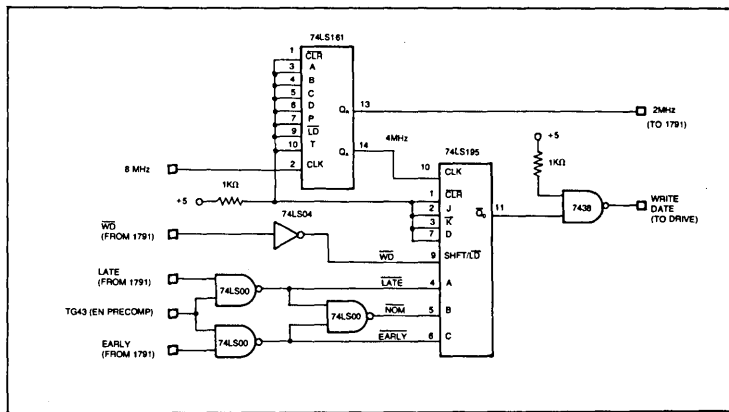 74LS161
1 CLR
3 A
4 B
5 C
6 D
7 P
9 LD
10 T
2 CLK
QB 13
QA 14
8 MHz
2MHz
(TO 1791)
4MHz
74LS195
+5
1KΩ
10 CLK
1 CLR
2 J
3 K
7 D
9 SHFT/LD
4 A
5 B
6 C
QD 11
+5
1KΩ
7438
WRITE
DATE
(TO DRIVE)
74LS04
WD
(FROM 1791)
WD
LATE
(FROM 1791)
74LS00
LATE
TG43 (EN PRECOMP)
74LS00
NOM
EARLY
(FROM 1791)
74LS00
EARLY